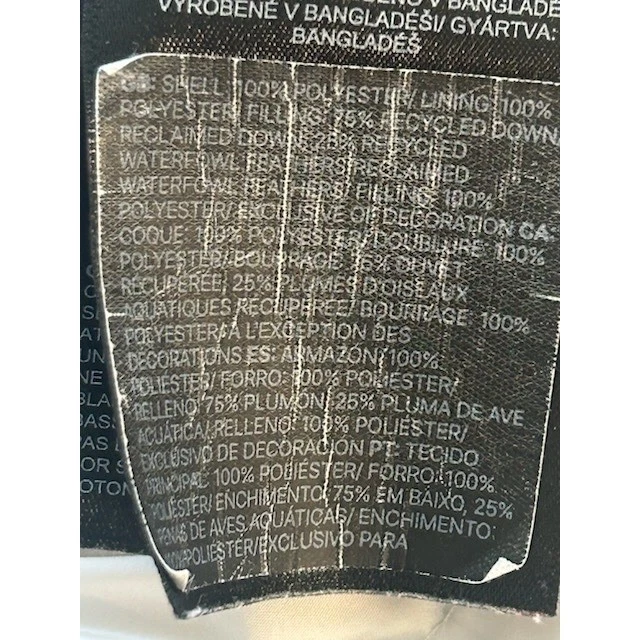 BANGLADÉ
VYROBENÉ V BANGLADÉŠI/ GYÁRTVA:
BANGLADÉŠ
GB: SHELL: 100% POLYESTER/ LINING: 100%
POLYESTER/ FILLING: 75% RECYCLED DOWN/
RECLAIMED DOWN, 25% RECYCLED
WATERFOWL FEATHERS/ RECLAIMED
WATERFOWL FEATHERS/ FILLING: 100%
POLYESTER/ EXCLUSIVE OF DECORATION CA:
COQUE: 100% POLYESTER/ DOUBLURE: 100%
POLYESTER/ BOURRAGE: 75% DUVET
RÉCUPÉRÉE, 25% PLUMES D'OISEAUX
AQUATIQUES RÉCUPÉRÉE/ BOURRAGE: 100%
POLYESTER/À L'EXCEPTION DES
DÉCORATIONS ES: ARMAZÓN: 100%
POLIÉSTER/ FORRO: 100% POLIÉSTER/
RELLENO: 75% PLUMÓN, 25% PLUMA DE AVE
ACUÁTICA/ RELLENO: 100% POLIÉSTER/
EXCLUSIVO DE DECORACIÓN PT: TECIDO
PRINCIPAL: 100% POLIÉSTER/ FORRO: 100%
POLIÉSTER/ ENCHIMENTO: 75% EM BAIXO, 25%
DE AVES AQUÁTICAS/ ENCHIMENTO:
POLIÉSTER/EXCLUSIVO PARA